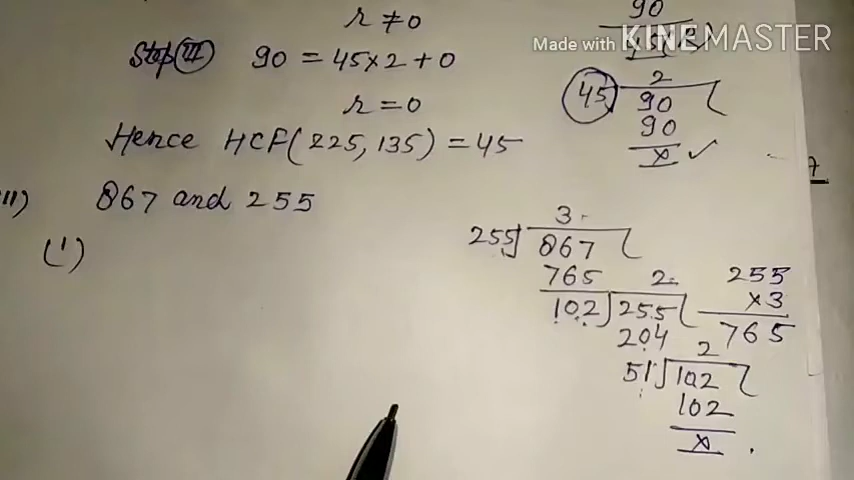 r ≠ 0
Step (III) 90 = 45×2+0
r = 0
Hence HCF(225, 135) = 45
II) 867 and 255
(1)
90
Made with KINEMASTER
2
45) 90 (
90
x ✓
7
3
255) 867 (
765 2 255
102) 255 ( ×3
204 765
2
51) 102 (
102
x